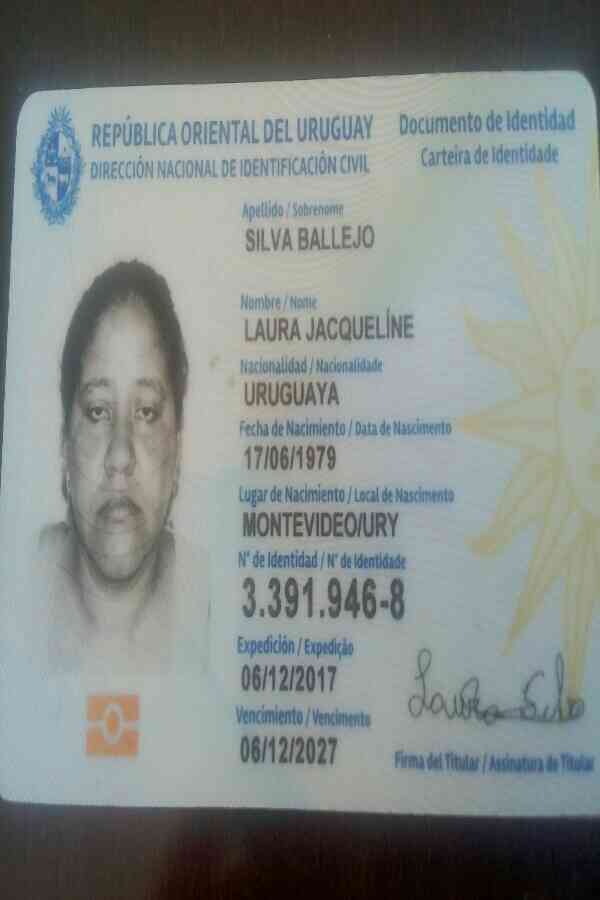 REPÚBLICA ORIENTAL DEL URUGUAY
DIRECCIÓN NACIONAL DE IDENTIFICACIÓN CIVIL
Documento de Identidad
Carteira de Identidade
Apellido / Sobrenome
SILVA BALLEJO
Nombre / Nome
LAURA JACQUELÍNE
Nacionalidad / Nacionalidade
URUGUAYA
Fecha de Nacimiento / Data de Nascimento
17/06/1979
Lugar de Nacimiento / Local de Nascimento
MONTEVIDEO/URY
N° de Identidad / N° de Identidade
3.391.946-8
Expedición / Expedição
06/12/2017
Vencimiento / Vencimento
06/12/2027
Laura Silva
Firma del Titular / Assinatura de Titular